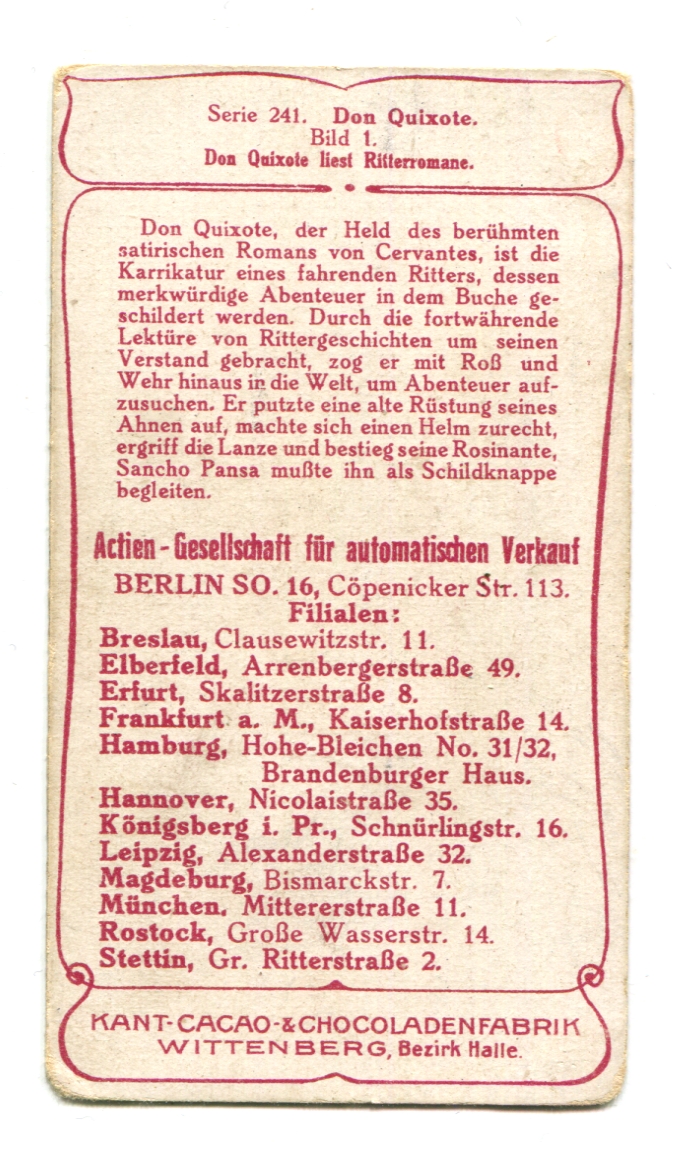 Serie 241. Don Quixote.
Bild 1.
Don Quixote liest Ritterromane.
Don Quixote, der Held des berühmten
satirischen Romans von Cervantes, ist die
Karrikatur eines fahrenden Ritters, dessen
merkwürdige Abenteuer in dem Buche ge-
schildert werden. Durch die fortwährende
Lektüre von Rittergeschichten um seinen
Verstand gebracht, zog er mit Roß und
Wehr hinaus in die Welt, um Abenteuer auf-
zusuchen. Er putzte eine alte Rüstung seines
Ahnen auf, machte sich einen Helm zurecht,
ergriff die Lanze und bestieg seine Rosinante,
Sancho Pansa mußte ihn als Schildknappe
begleiten.
Actien-Gesellschaft für automatischen Verkauf
BERLIN SO. 16, Cöpenicker Str. 113.
Filialen:
Breslau, Clausewitzstr. 11.
Elberfeld, Arrenbergerstraße 49.
Erfurt, Skalitzerstraße 8.
Frankfurt a. M., Kaiserhofstraße 14.
Hamburg, Hohe-Bleichen No. 31/32,
Brandenburger Haus.
Hannover, Nicolaistraße 35.
Königsberg i. Pr., Schnürlingstr. 16.
Leipzig, Alexanderstraße 32.
Magdeburg, Bismarckstr. 7.
München. Mittererstraße 11.
Rostock, Große Wasserstr. 14.
Stettin, Gr. Ritterstraße 2.
KANT-CACAO-&CHOCOLADENFABRIK
WITTENBERG, Bezirk Halle.